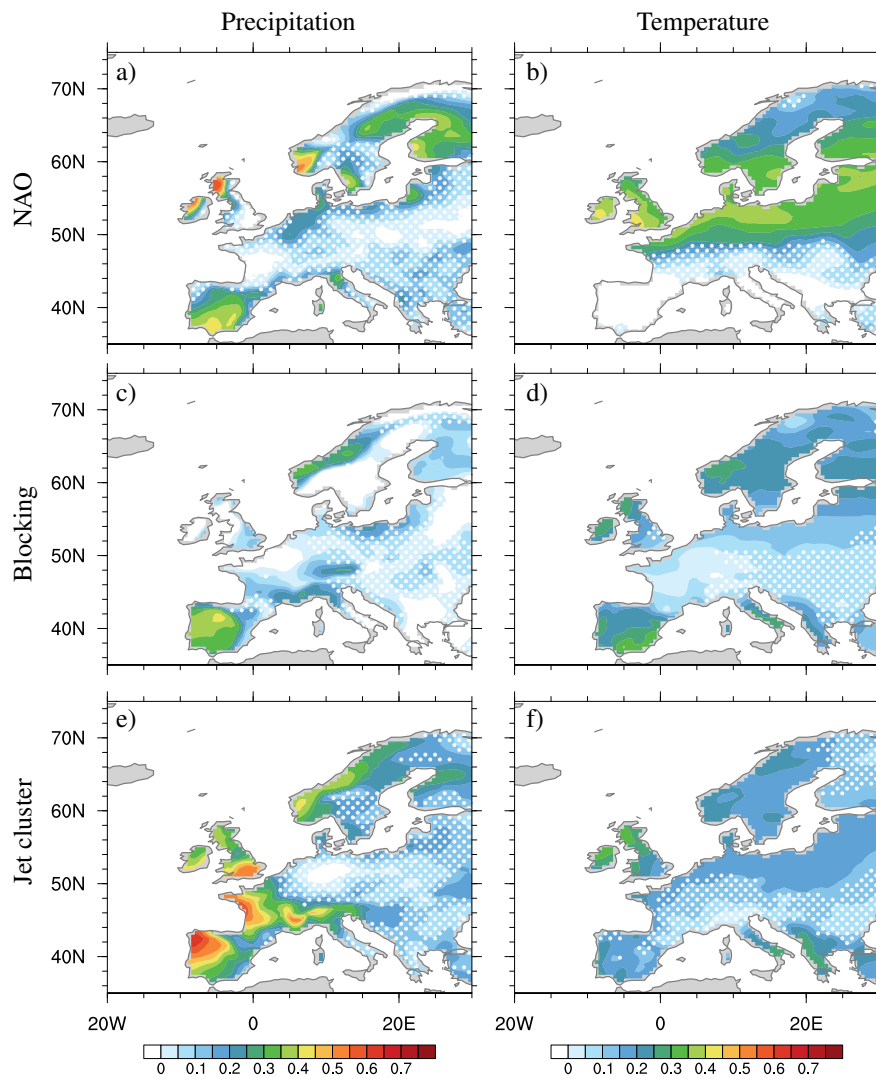 Precipitation Temperature
a) b)
70N
60N
50N
40N
NAO
c) d)
70N
60N
50N
40N
Blocking
e) f)
70N
60N
50N
40N
Jet cluster
20W 0 20E 20W 0 20E
0 0.1 0.2 0.3 0.4 0.5 0.6 0.7 0 0.1 0.2 0.3 0.4 0.5 0.6 0.7